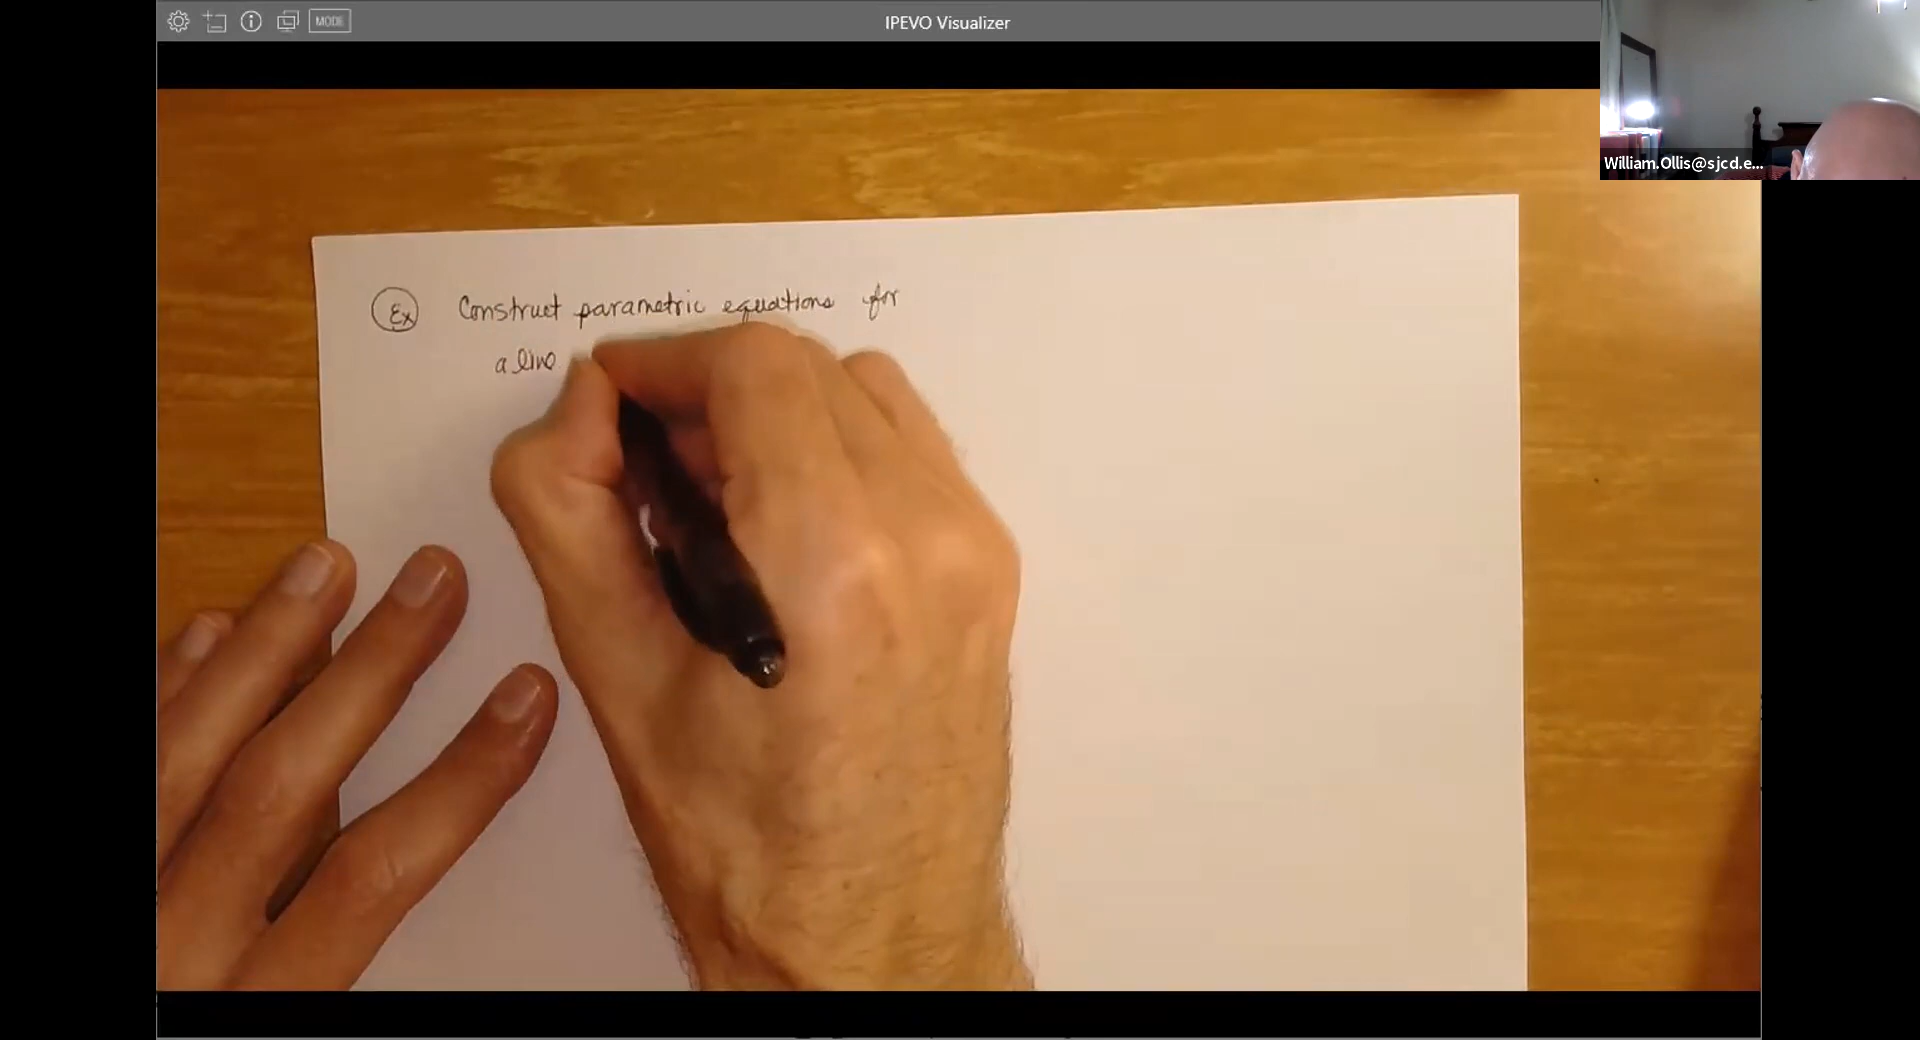 MODE
IPEVO Visualizer
William.Ollis@sjcd.e...
Ex Construct parametric equations for
a line